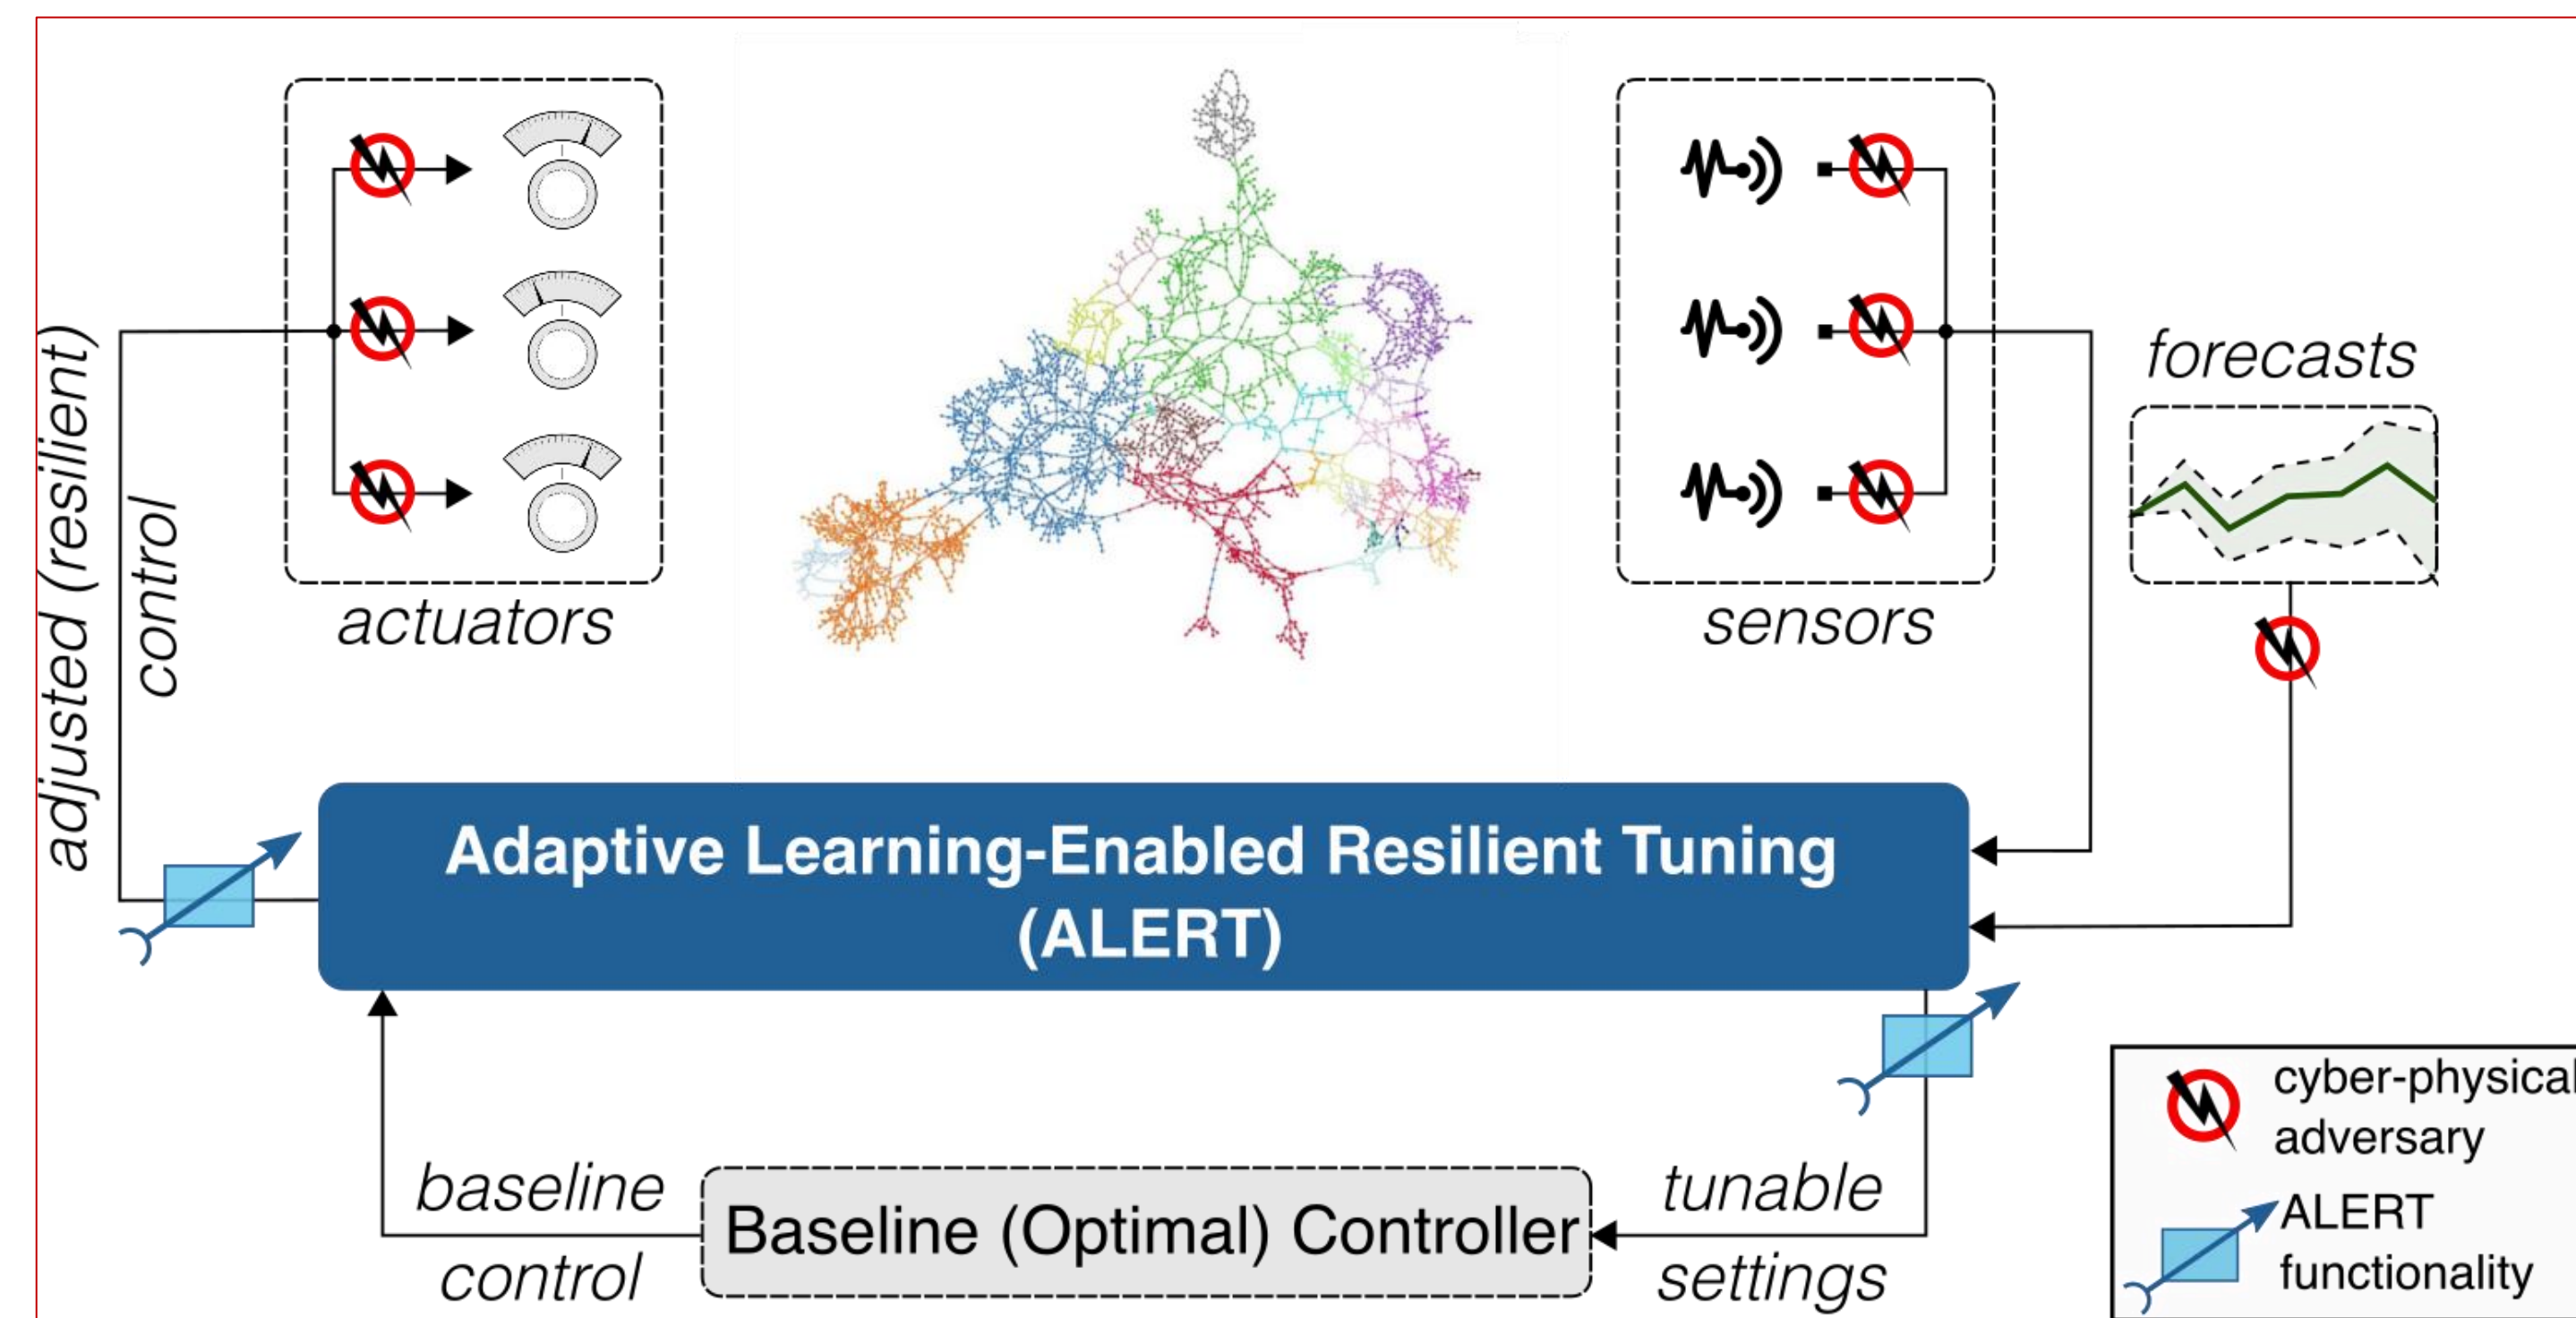 adjusted (resilient)
control
actuators
sensors
forecasts
Adaptive Learning-Enabled Resilient Tuning
(ALERT)
baseline
control
Baseline (Optimal) Controller
tunable
settings
cyber-physical
adversary
ALERT
functionality